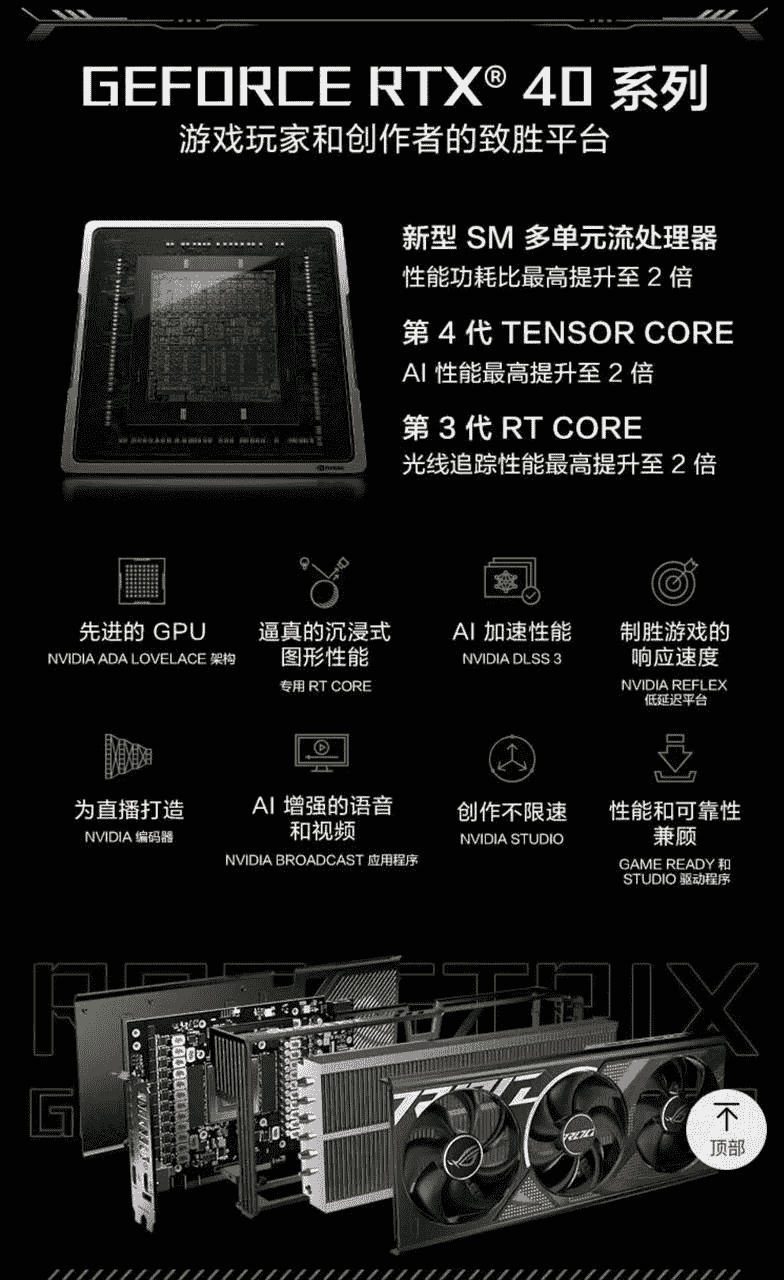 GEFORCE RTX® 40 系列
游戏玩家和创作者的致胜平台
新型 SM 多单元流处理器
性能功耗比最高提升至 2 倍
第 4 代 TENSOR CORE
AI 性能最高提升至 2 倍
第 3 代 RT CORE
光线追踪性能最高提升至 2 倍
先进的 GPU
NVIDIA ADA LOVELACE 架构
逼真的沉浸式
图形性能
专用 RT CORE
AI 加速性能
NVIDIA DLSS 3
制胜游戏的
响应速度
NVIDIA REFLEX
低延迟平台
为直播打造
NVIDIA 编码器
AI 增强的语音
和视频
NVIDIA BROADCAST 应用程序
创作不限速
NVIDIA STUDIO
性能和可靠性
兼顾
GAME READY 和
STUDIO 驱动程序
顶部